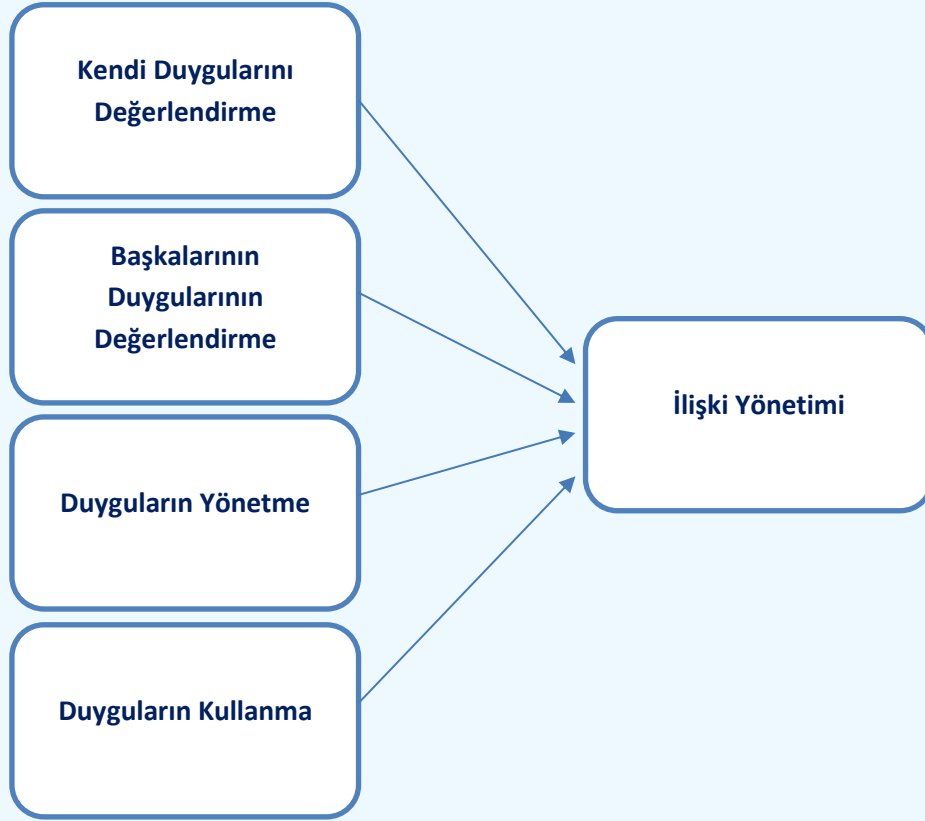 Kendi Duygularını
Değerlendirme
Başkalarının
Duygularının
Değerlendirme
Duyguların Yönetme
Duyguların Kullanma
İlişki Yönetimi